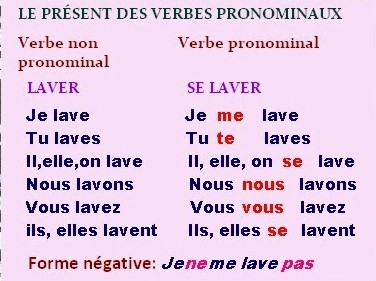 LE PRÉSENT DES VERBES PRONOMINAUX
Verbe non pronominal
Verbe pronominal
LAVER
SE LAVER
Je lave
Je me lave
Tu laves
Tu te laves
Il,elle,on lave
Il, elle, on se lave
Nous lavons
Nous nous lavons
Vous lavez
Vous vous lavez
ils, elles lavent
Ils, elles se lavent
Forme négative: Je ne me lave pas